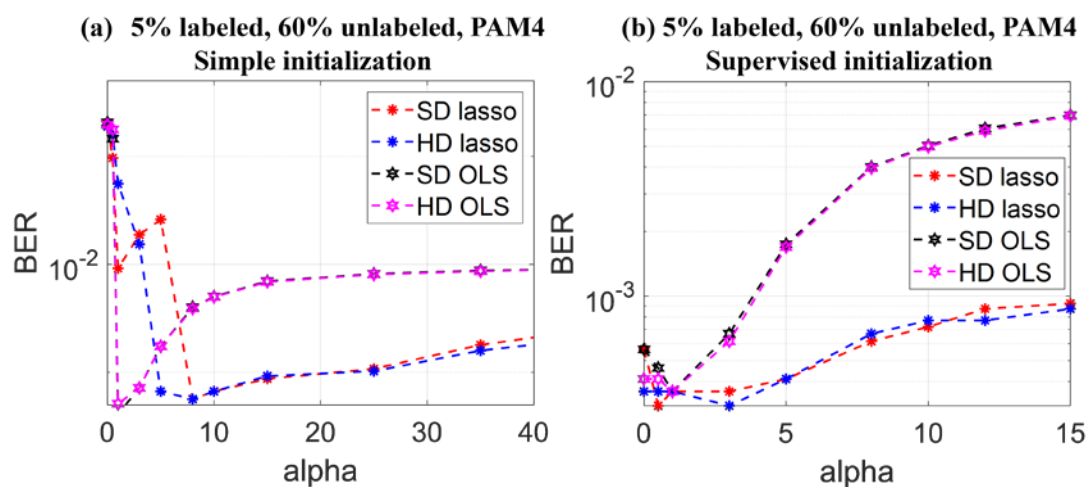 (a) 5% labeled, 60% unlabeled, PAM4
Simple initialization
SD lasso
HD lasso
SD OLS
HD OLS
BER
10-2
0 10 20 30 40
alpha
(b) 5% labeled, 60% unlabeled, PAM4
Supervised initialization
10-2
SD lasso
HD lasso
SD OLS
HD OLS
BER
10-3
0 5 10 15
alpha